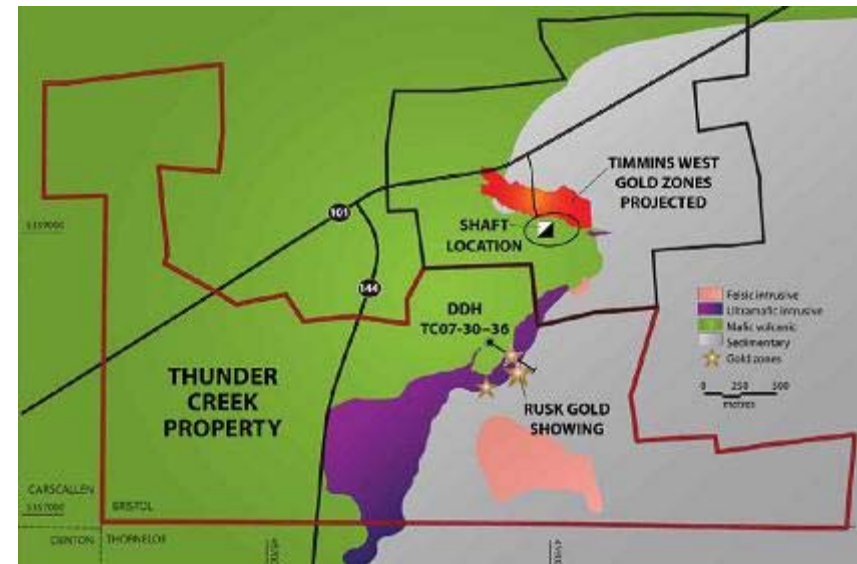 TIMMINS WEST
GOLD ZONES
PROJECTED
101
SHAFT
LOCATION
144
DDH
TC07-30-36
Felsic intrusive
Ultramafic intrusive
Mafic volcanic
Sedimentary
Gold zones
0 250 500
metres
THUNDER
CREEK
PROPERTY
RUSK GOLD
SHOWING
CARSCALLEN
BRISTOL
DENTON
THORNELOE